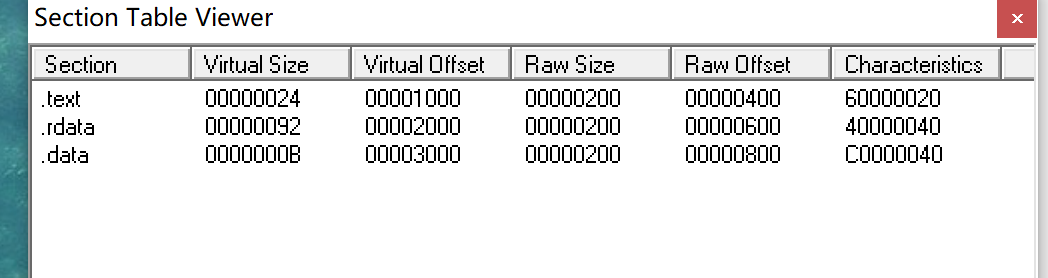 Section Table Viewer
Section Virtual Size Virtual Offset Raw Size Raw Offset Characteristics
.text 00000024 00001000 00000200 00000400 60000020
.rdata 00000092 00002000 00000200 00000600 40000040
.data 0000000B 00003000 00000200 00000800 C0000040